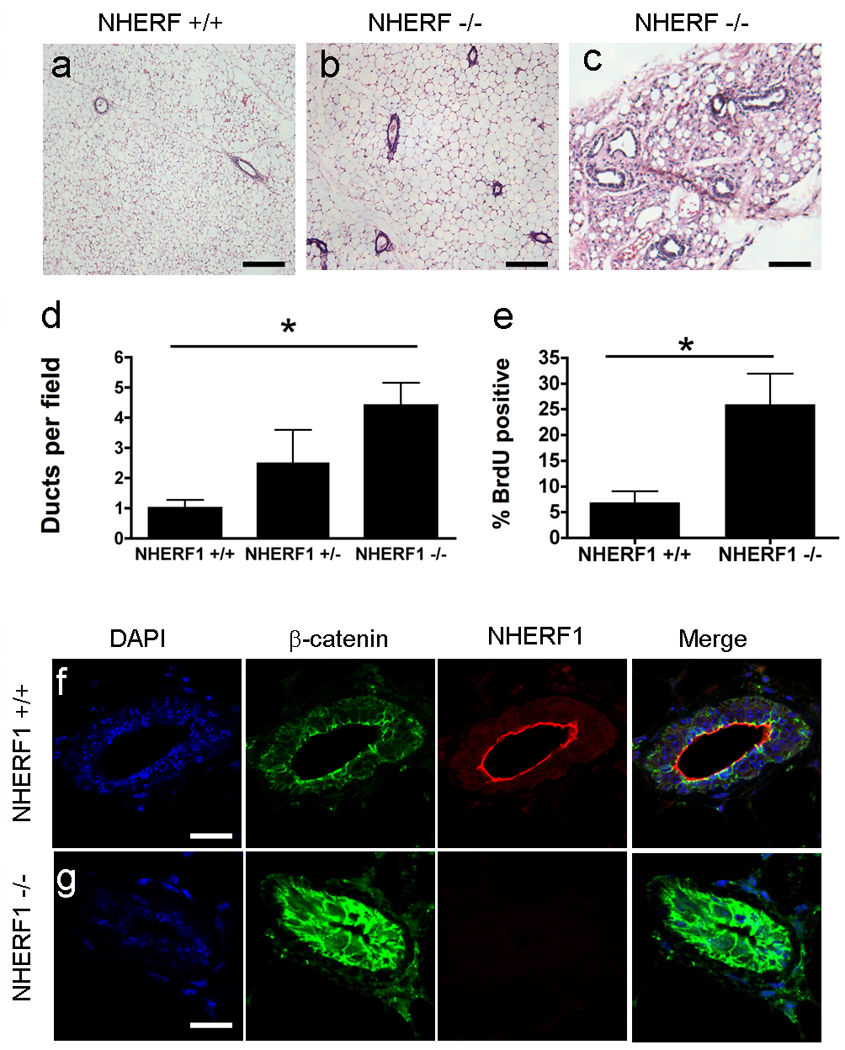 NHERF +/+ NHERF -/- NHERF -/-
a b c
d
*
Ducts per field
6
5
4
3
2
1
0
NHERF1 +/+ NHERF1 +/- NHERF1 -/-
e
*
% BrdU positive
35
30
25
20
15
10
5
0
NHERF1 +/+ NHERF1 -/-
DAPI β-catenin NHERF1 Merge
NHERF1 +/+
f
NHERF1 -/-
g